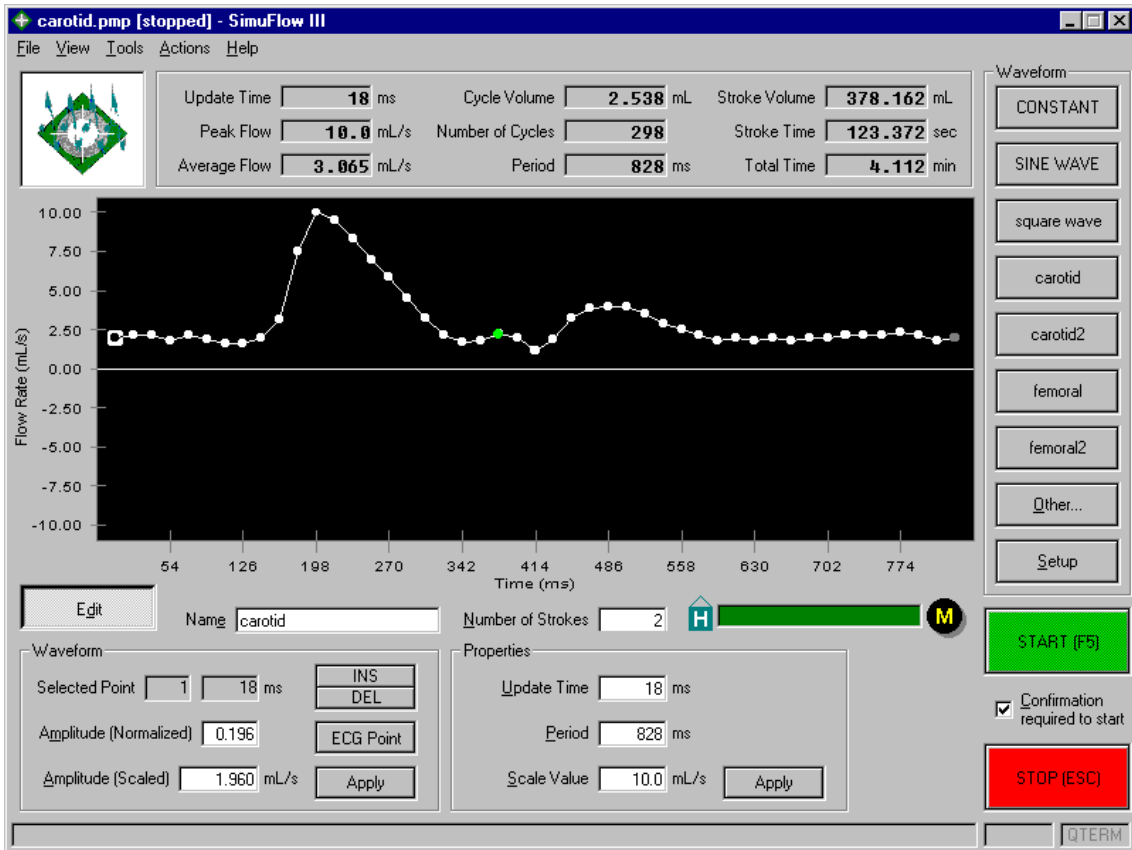 carotid.pmp [stopped] - SimuFlow III
File View Tools Actions Help
Update Time 18 ms Cycle Volume 2.538 mL Stroke Volume 378.162 mL
Peak Flow 10.0 mL/s Number of Cycles 298 Stroke Time 123.372 sec
Average Flow 3.065 mL/s Period 828 ms Total Time 4.112 min
Waveform
CONSTANT
SINE WAVE
square wave
carotid
carotid2
femoral
femoral2
Other...
Setup
Flow Rate (mL/s)
10.00
7.50
5.00
2.50
0.00
-2.50
-5.00
-7.50
-10.00
54 126 198 270 342 414 486 558 630 702 774
Time (ms)
Edit
Name carotid
Number of Strokes 2
H
M
Waveform
Selected Point 1 18 ms
INS
DEL
Amplitude (Normalized) 0.196
ECG Point
Amplitude (Scaled) 1.960 mL/s
Apply
Properties
Update Time 18 ms
Period 828 ms
Scale Value 10.0 mL/s
Apply
START (F5)
Confirmation
required to start
STOP (ESC)
QTERM